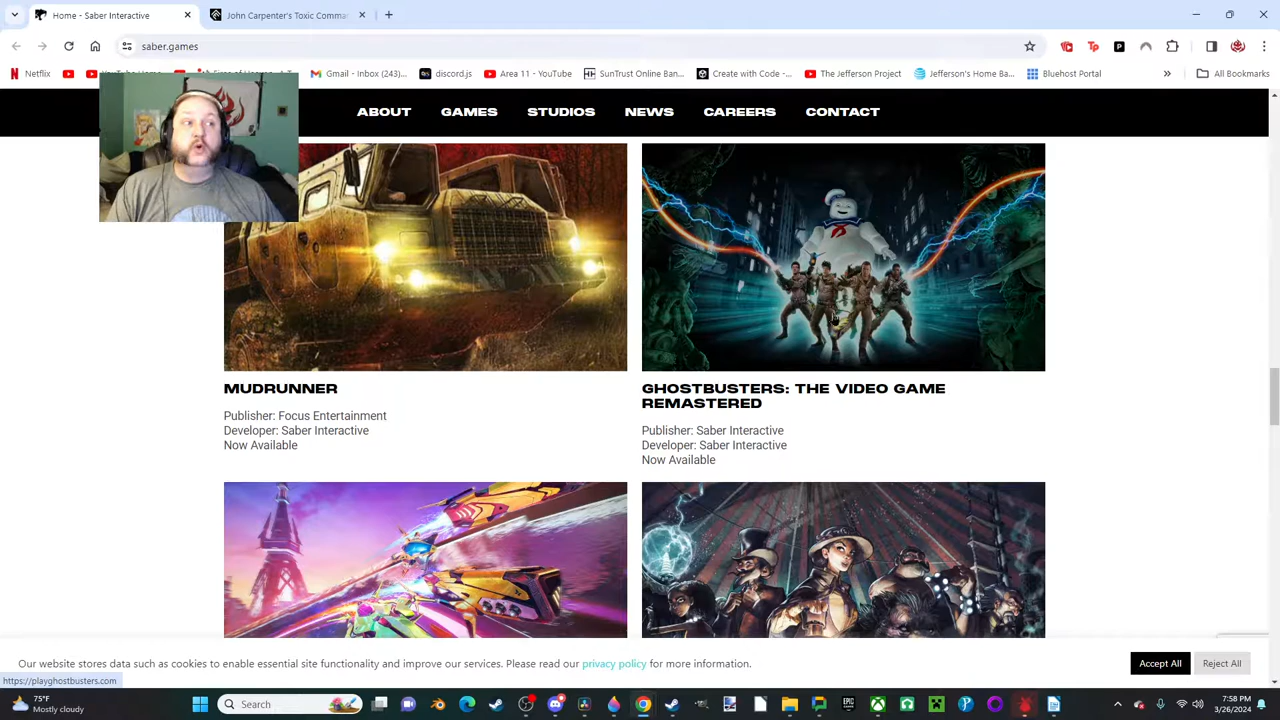 Home - Saber Interactive
John Carpenter's Toxic Comma
saber.games
Netflix
YouTube Home
Gmail - Inbox (243)...
discord.js
Area 11 - YouTube
SunTrust Online Ban...
Create with Code -...
The Jefferson Project
Jefferson's Home Ba...
Bluehost Portal
All Bookmarks
ABOUT
GAMES
STUDIOS
NEWS
CAREERS
CONTACT
MUDRUNNER
Publisher: Focus Entertainment
Developer: Saber Interactive
Now Available
GHOSTBUSTERS: THE VIDEO GAME
REMASTERED
Publisher: Saber Interactive
Developer: Saber Interactive
Now Available
Our website stores data such as cookies to enable essential site functionality and improve our services. Please read our privacy policy for more information.
Accept All
Reject All
https://playghostbusters.com
75°F
Mostly cloudy
Search
7:58 PM
3/26/2024